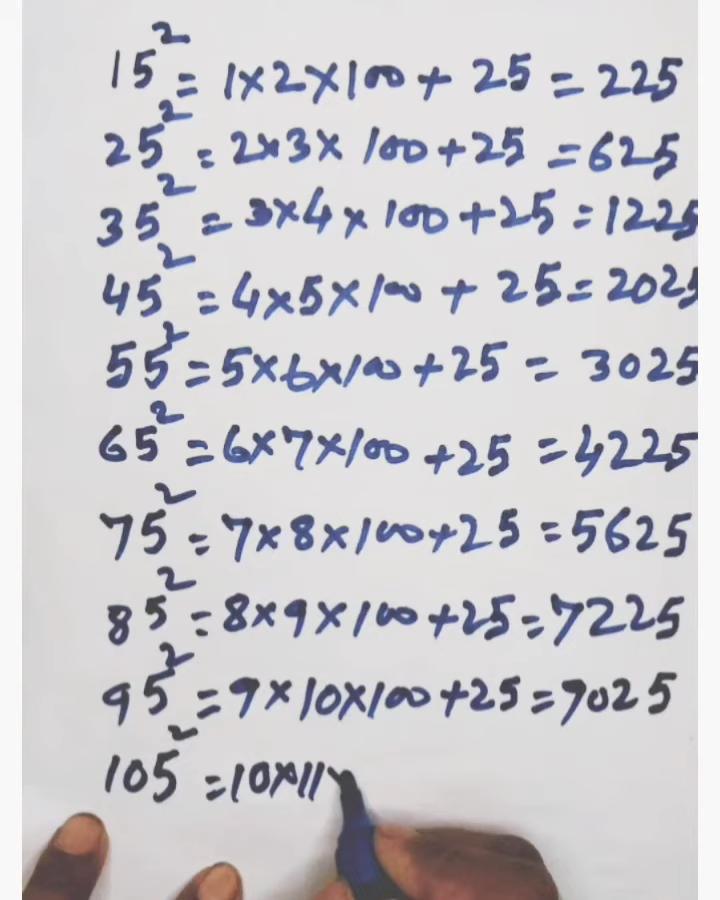 15² = 1×2×100 + 25 = 225
25² = 2×3×100 + 25 = 625
35² = 3×4×100 + 25 = 1225
45² = 4×5×100 + 25 = 2025
55² = 5×6×100 + 25 = 3025
65² = 6×7×100 + 25 = 4225
75² = 7×8×100 + 25 = 5625
85² = 8×9×100 + 25 = 7225
95² = 9×10×100 + 25 = 9025
105² = 10×11×